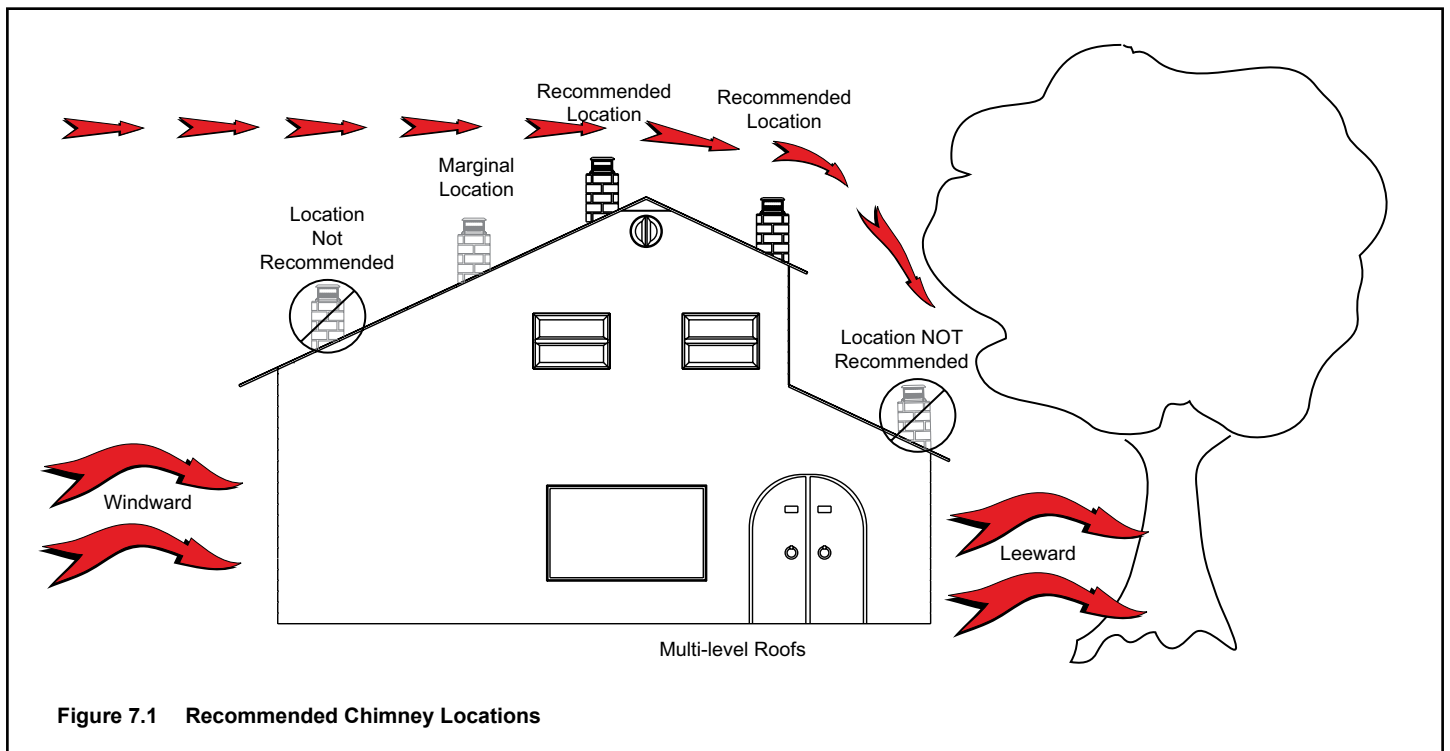 Recommended
Location
Recommended
Location
Marginal
Location
Location
Not
Recommended
Location NOT
Recommended
Windward
Leeward
Multi-level Roofs
Figure 7.1 Recommended Chimney Locations